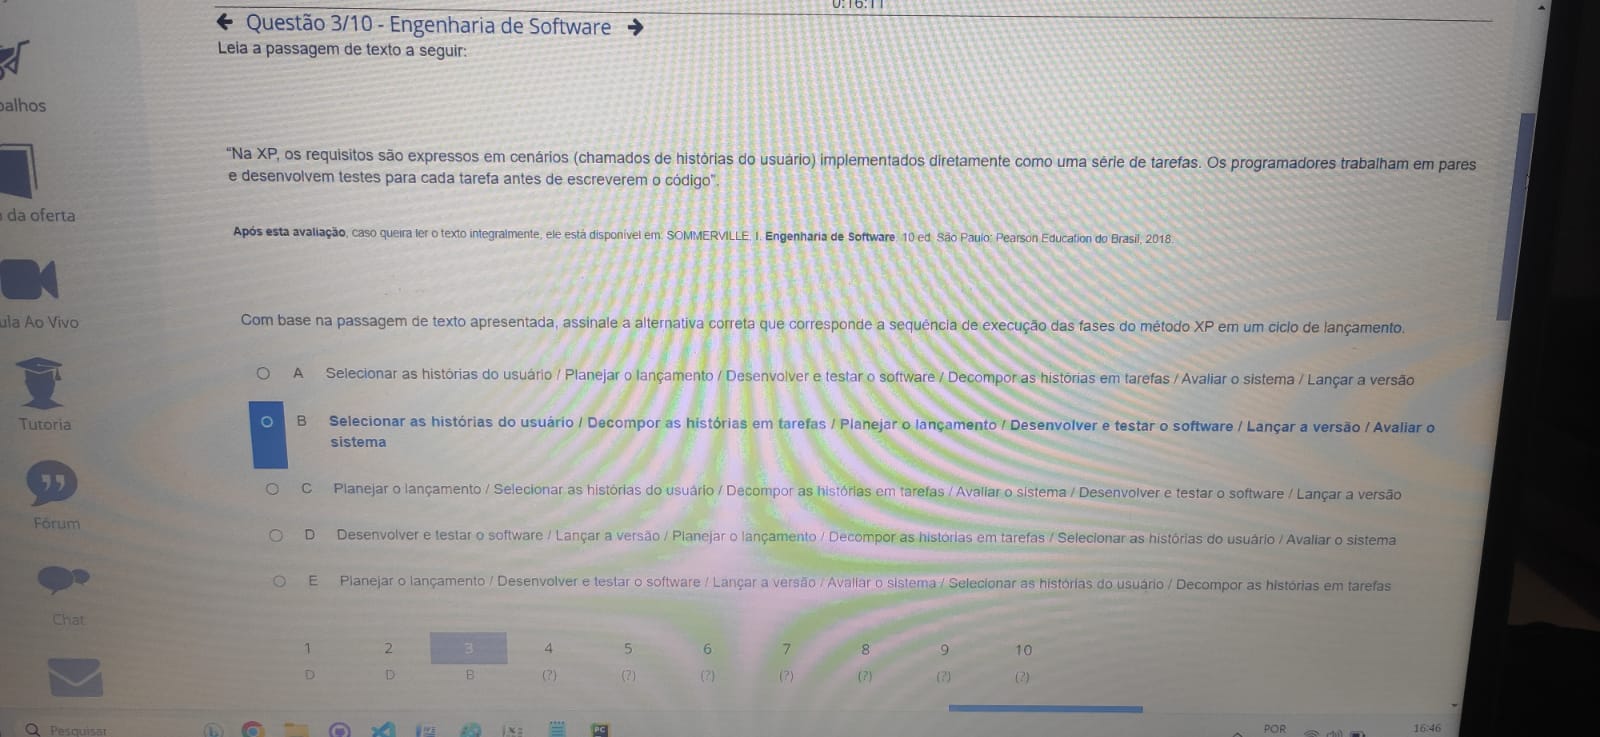 0:16:11
Questão 3/10 - Engenharia de Software
Leia a passagem de texto a seguir:
balhos
“Na XP, os requisitos são expressos em cenários (chamados de histórias do usuário) implementados diretamente como uma série de tarefas. Os programadores trabalham em pares
e desenvolvem testes para cada tarefa antes de escreverem o código”.
da oferta
Após esta avaliação, caso queira ler o texto integralmente, ele está disponível em: SOMMERVILLE, I. Engenharia de Software. 10 ed. São Paulo: Pearson Education do Brasil, 2018.
ula Ao Vivo
Com base na passagem de texto apresentada, assinale a alternativa correta que corresponde a sequência de execução das fases do método XP em um ciclo de lançamento.
A Selecionar as histórias do usuário / Planejar o lançamento / Desenvolver e testar o software / Decompor as histórias em tarefas / Avaliar o sistema / Lançar a versão
Tutoria
B Selecionar as histórias do usuário / Decompor as histórias em tarefas / Planejar o lançamento / Desenvolver e testar o software / Lançar a versão / Avaliar o
sistema
C Planejar o lançamento / Selecionar as histórias do usuário / Decompor as histórias em tarefas / Avaliar o sistema / Desenvolver e testar o software / Lançar a versão
Fórum
D Desenvolver e testar o software / Lançar a versão / Planejar o lançamento / Decompor as histórias em tarefas / Selecionar as histórias do usuário / Avaliar o sistema
E Planejar o lançamento / Desenvolver e testar o software / Lançar a versão / Avaliar o sistema / Selecionar as histórias do usuário / Decompor as histórias em tarefas
Chat
1 2 3 4 5 6 7 8 9 10
D D B (?) (?) (?) (?) (?) (?) (?)
Pesquisar
PC
POR
16:46